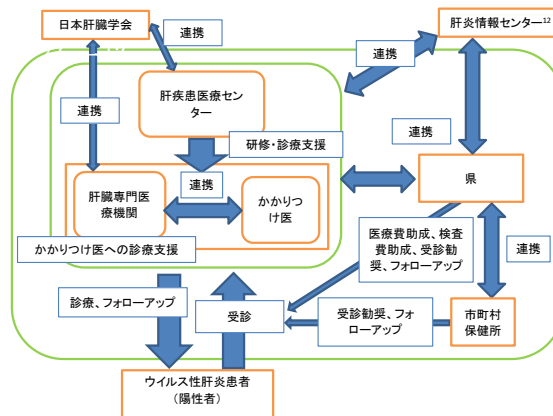 日本肝臓学会
連携
肝炎情報センター12
連携
肝疾患医療セン
ター
連携
研修・診療支援
連携
連携
県
肝臓専門医
療機関
かかりつ
け医
かかりつけ医への診療支援
医療費助成、検査
費助成、受診勧
奨、フォローアップ
連携
診療、フォローアップ
受診
受診勧奨、フォ
ローアップ
市町村
保健所
ウイルス性肝炎患者
（陽性者）